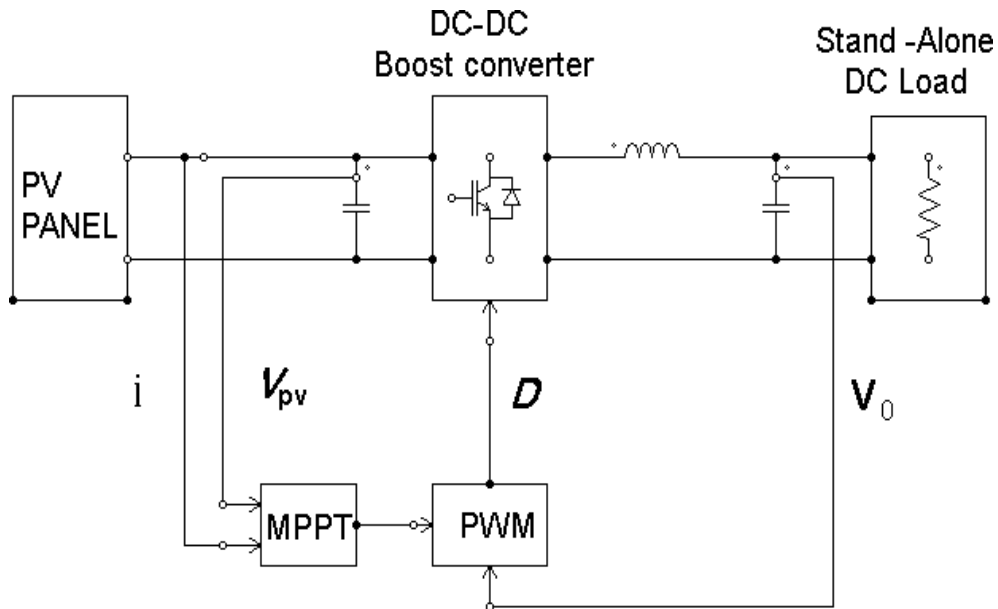 DC-DC
Boost converter
Stand -Alone
DC Load
PV
PANEL
i
Vpv
D
V0
MPPT
PWM